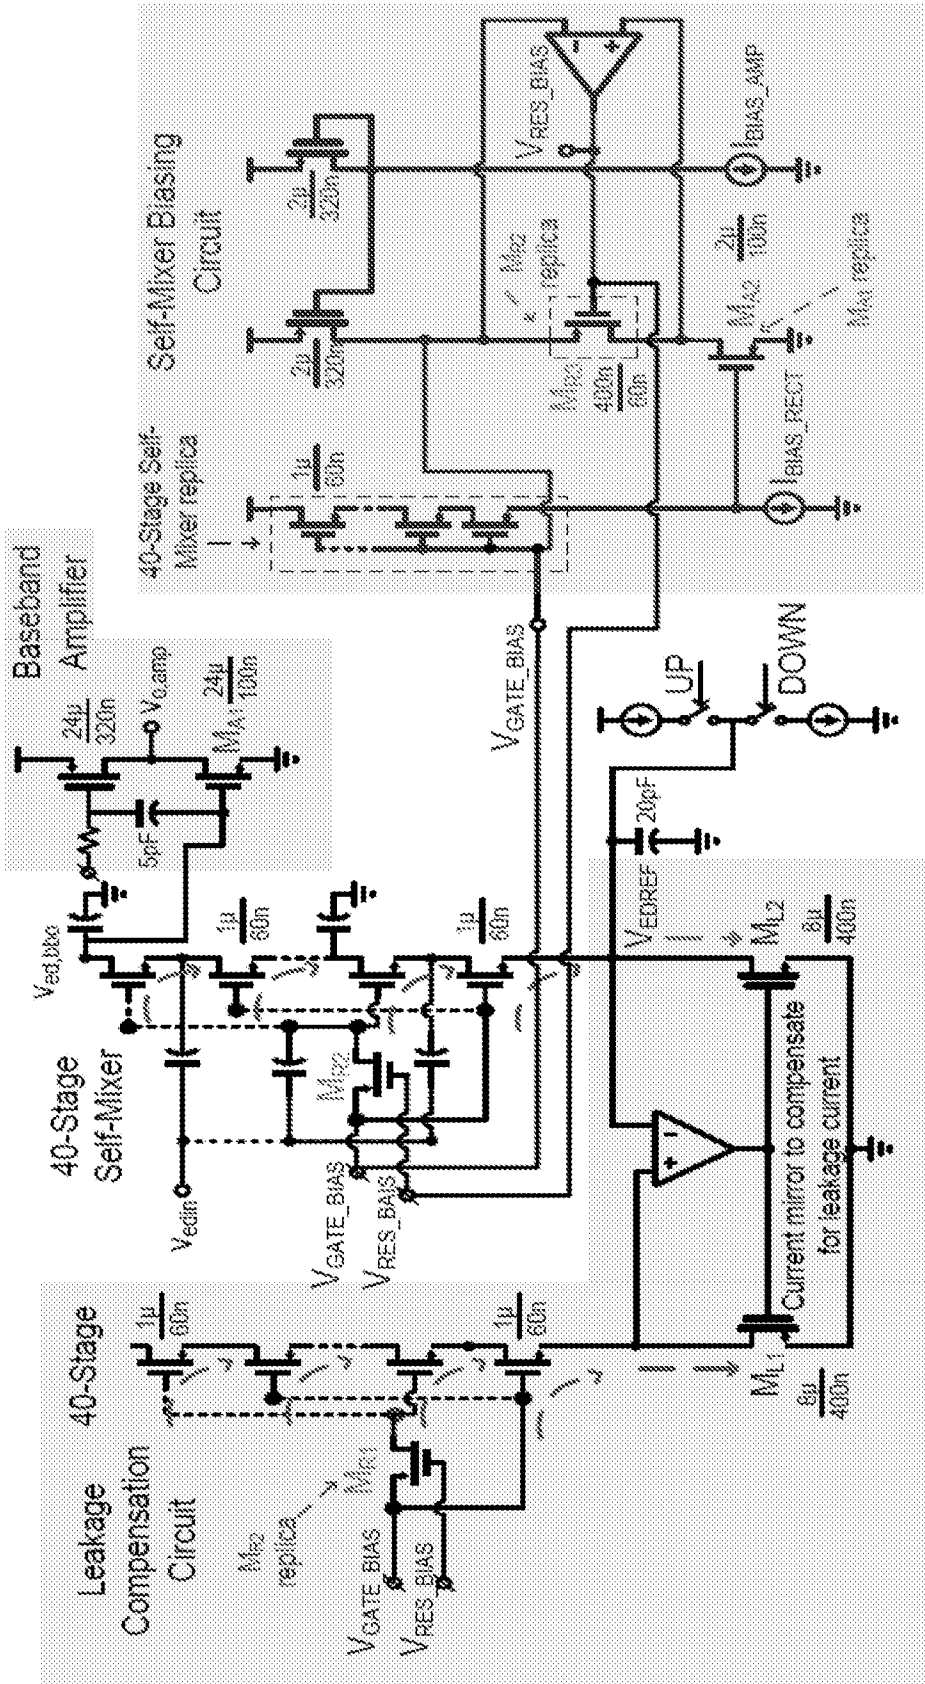 Leakage
Compensation
Circuit
40-Stage
1μ
60n
M_R2
replica
M_R1
V_GATE_BIAS
V_RES_BIAS
1μ
60n
M_L1
8μ
400n
Current mirror to compensate
for leakage current
M_L2
8μ
400n
+
-
40-Stage
Self-Mixer
V_edin
V_ed,bbo
1μ
60n
M_R2
V_GATE_BIAS
V_RES_BAIS
1μ
60n
V_EDREF
20pF
UP
DOWN
Baseband
Amplifier
24μ
320n
V_O,amp
5pF
M_A1
24μ
100n
V_GATE_BIAS
40-Stage Self-
Mixer replica
1μ
60n
Self-Mixer Biasing
Circuit
2μ
320n
2μ
320n
V_RES_BIAS
-
+
M_R2
replica
M_R3
400n
60n
I_BIAS_AMP
2μ
100n
M_A2
M_A1 replica
I_BIAS_RECT